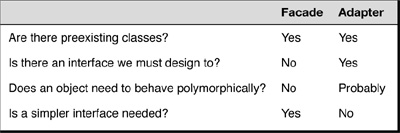 Facade Adapter
Are there preexisting classes? Yes Yes
Is there an interface we must design to? No Yes
Does an object need to behave polymorphically? No Probably
Is a simpler interface needed? Yes No